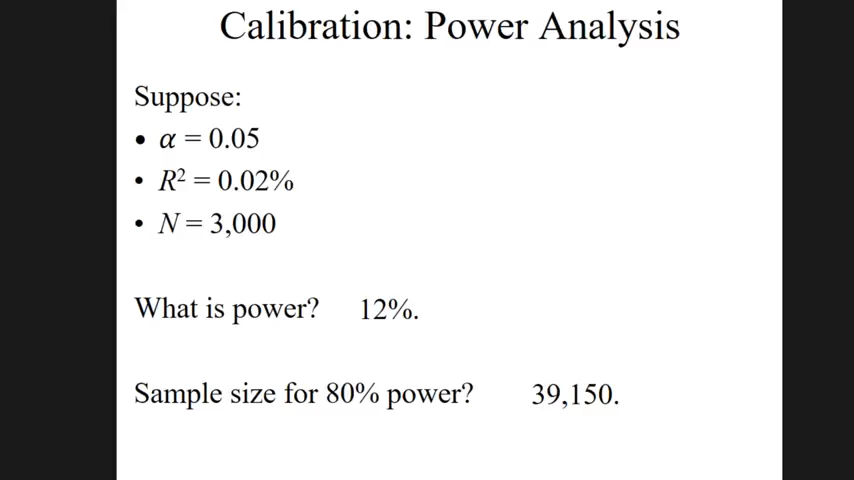 Calibration: Power Analysis
Suppose:
• α = 0.05
• R² = 0.02%
• N = 3,000
What is power? 12%.
Sample size for 80% power? 39,150.